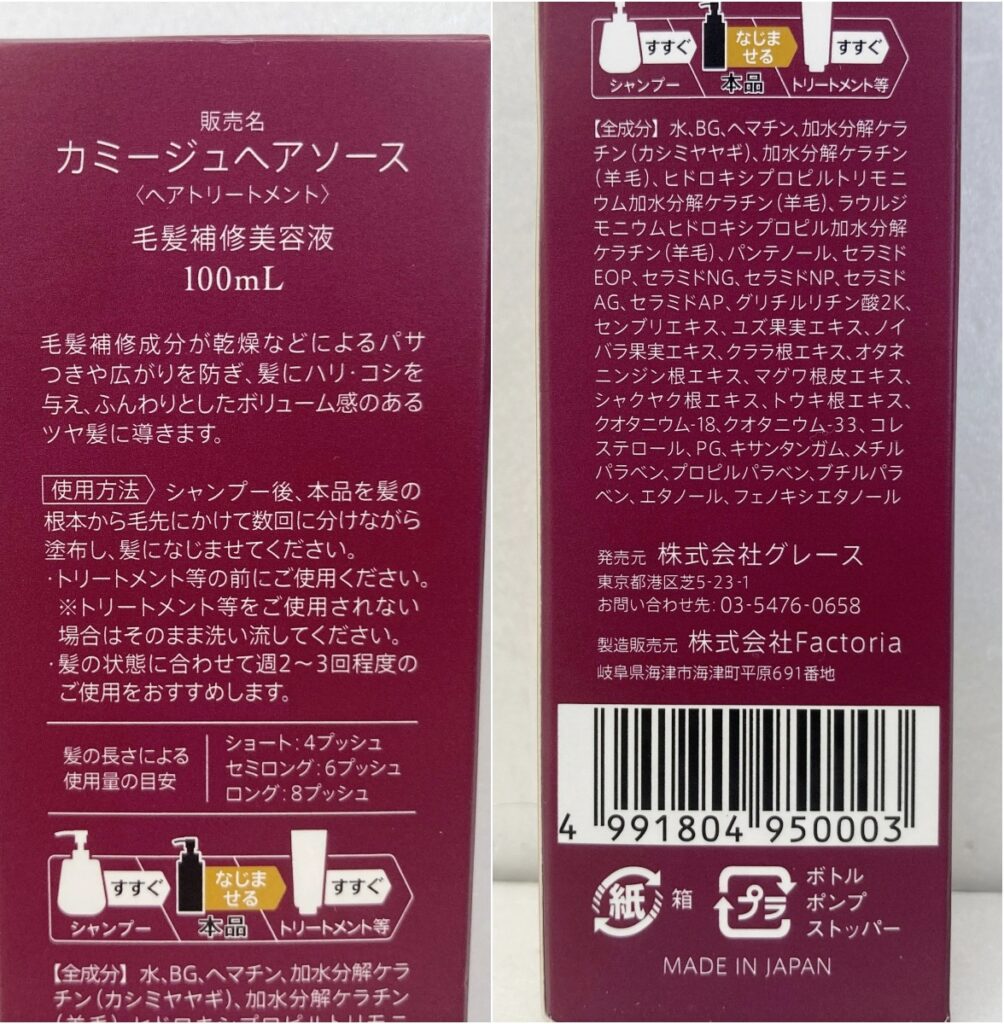 販売名
カミージュヘアソース
〈ヘアトリートメント〉
毛髪補修美容液
100mL
毛髪補修成分が乾燥などによるパサ
つきや広がりを防ぎ、髪にハリ・コシを
与え、ふんわりとしたボリューム感のある
ツヤ髪に導きます。
使用方法 シャンプー後、本品を髪の
根本から毛先にかけて数回に分けながら
塗布し、髪になじませてください。
・トリートメント等の前にご使用ください。
※トリートメント等をご使用されない
場合はそのまま洗い流してください。
・髪の状態に合わせて週2〜3回程度の
ご使用をおすすめします。
髪の長さによる
使用量の目安
ショート:4プッシュ
セミロング:6プッシュ
ロング:8プッシュ
すすぐ なじま
せる すすぐ
シャンプー 本品 トリートメント等
【全成分】水、BG、ヘマチン、加水分解ケラ
チン(カシミヤヤギ)、加水分解ケラチン
(羊毛)、ヒドロキシプロピルトリモニ
すすぐ なじま
せる すすぐ
シャンプー 本品 トリートメント等
【全成分】水、BG、ヘマチン、加水分解ケラ
チン(カシミヤヤギ)、加水分解ケラチン
(羊毛)、ヒドロキシプロピルトリモニ
ウム加水分解ケラチン(羊毛)、ラウルジ
モニウムヒドロキシプロピル加水分解
ケラチン(羊毛)、パンテノール、セラミド
EOP、セラミドNG、セラミドNP、セラミド
AG、セラミドAP、グリチルリチン酸2K、
センブリエキス、ユズ果実エキス、ノイ
バラ果実エキス、クララ根エキス、オタネ
ニンジン根エキス、マグワ根皮エキス、
シャクヤク根エキス、トウキ根エキス、
クオタニウム-18、クオタニウム-33、コレ
ステロール、PG、キサンタンガム、メチル
パラベン、プロピルパラベン、ブチルパラ
ベン、エタノール、フェノキシエタノール
発売元 株式会社グレース
東京都港区芝5-23-1
お問い合わせ先:03-5476-0658
製造販売元 株式会社Factoria
岐阜県海津市海津町平原691番地
4 991804 950003
紙 箱
プラ ボトル
ポンプ
ストッパー
MADE IN JAPAN